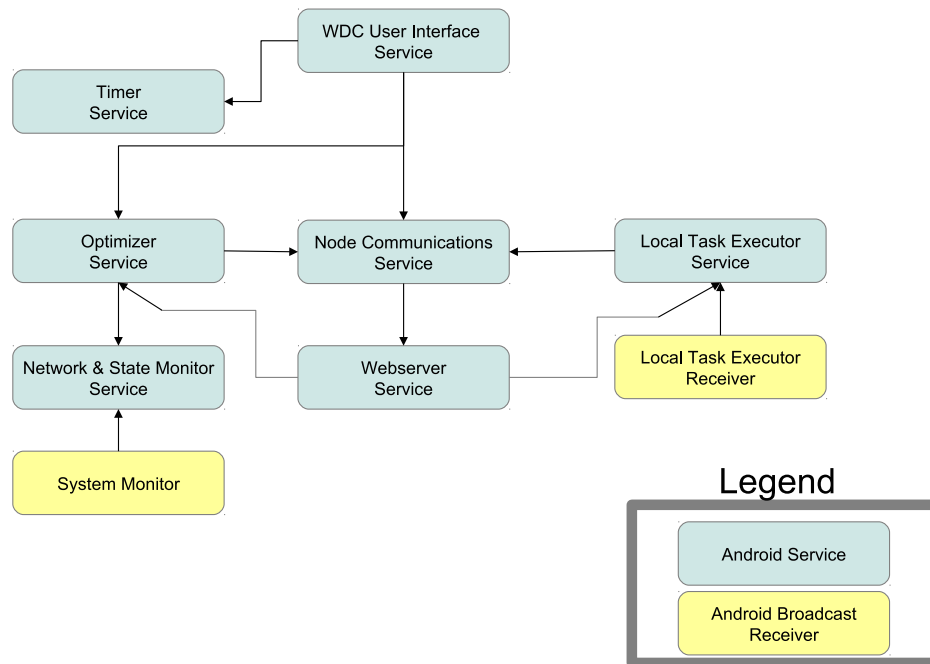 WDC User Interface
Service
Timer
Service
Optimizer
Service
Node Communications
Service
Local Task Executor
Service
Network & State Monitor
Service
Webserver
Service
Local Task Executor
Receiver
System Monitor
Legend
Android Service
Android Broadcast
Receiver